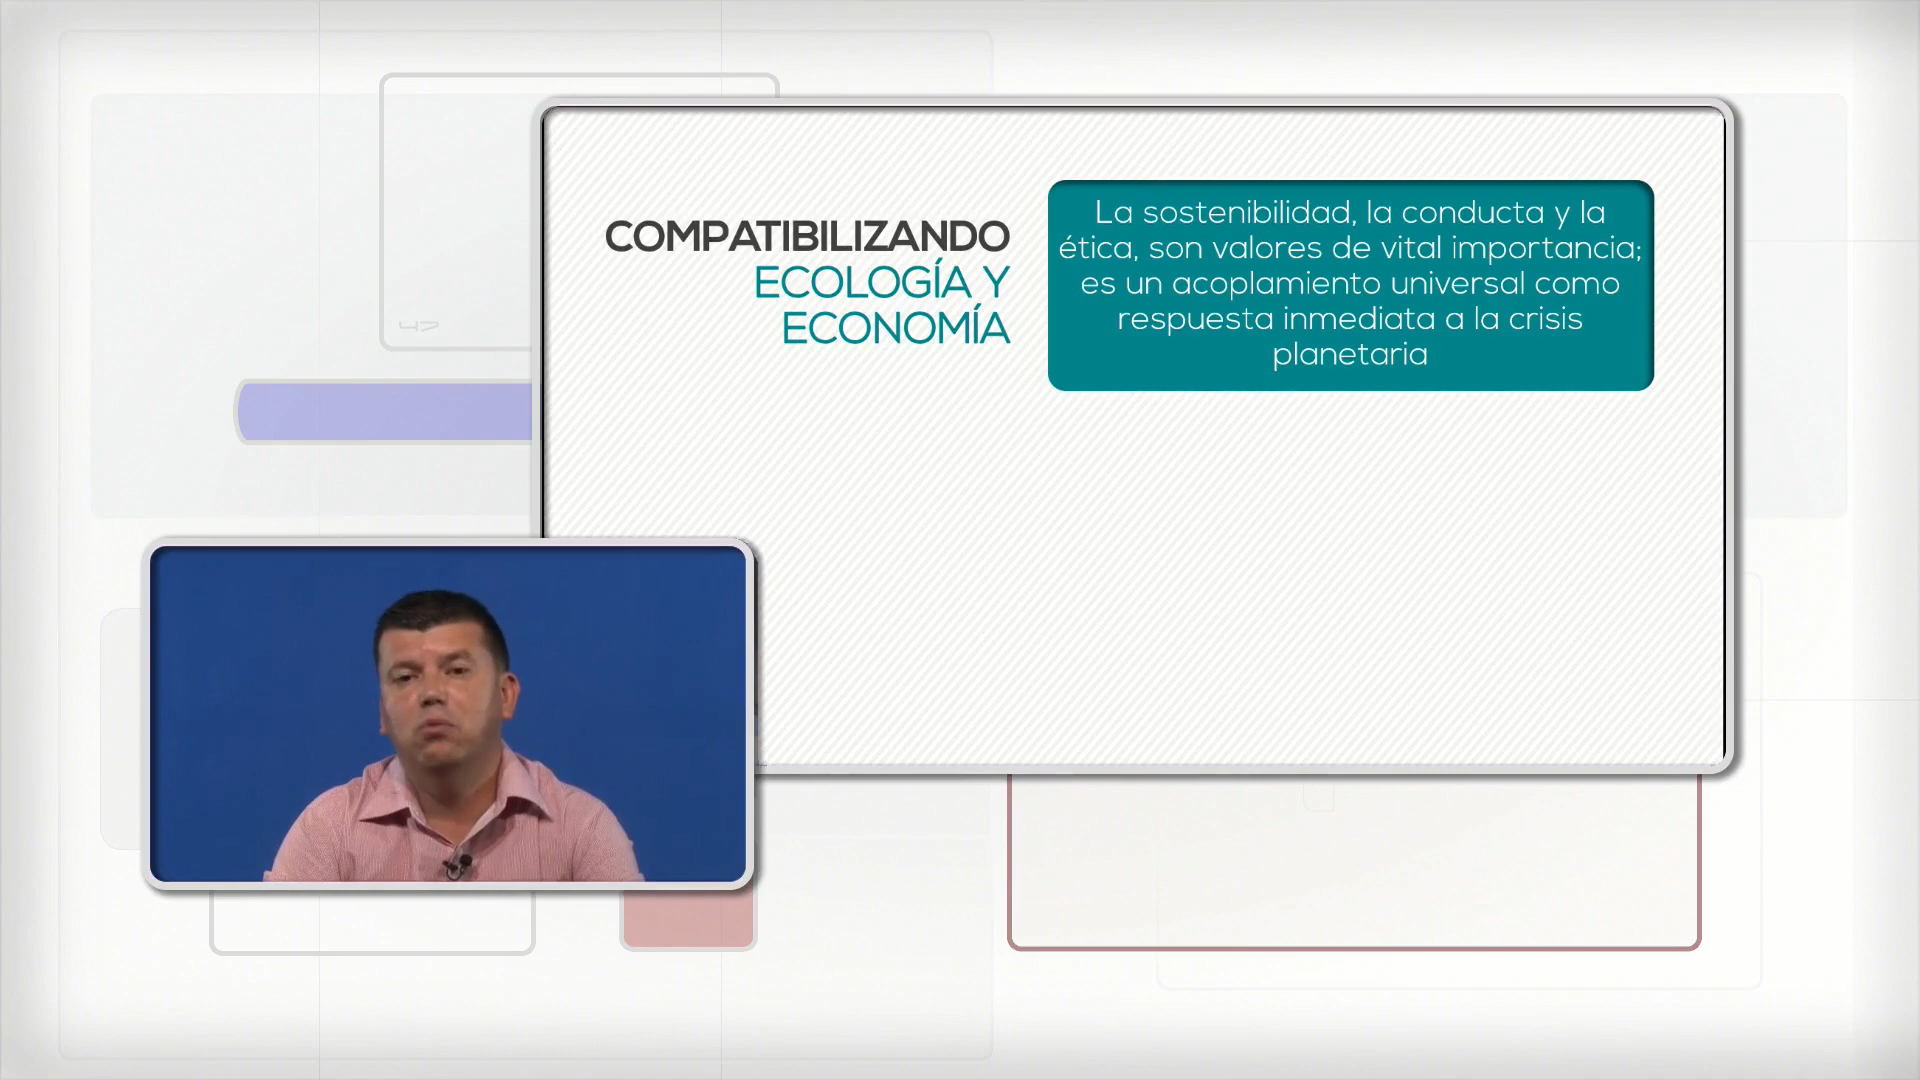 COMPATIBILIZANDO
ECOLOGÍA Y
ECONOMÍA
La sostenibilidad, la conducta y la
ética, son valores de vital importancia;
es un acoplamiento universal como
respuesta inmediata a la crisis
planetaria